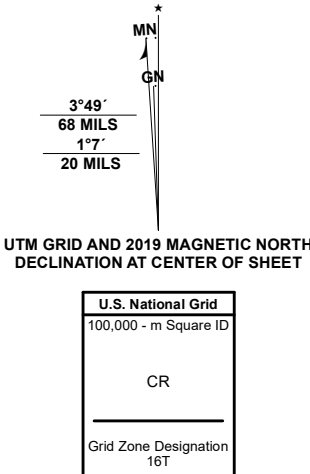 MN
GN
3°49´
68 MILS
1°7´
20 MILS
UTM GRID AND 2019 MAGNETIC NORTH
DECLINATION AT CENTER OF SHEET
U.S. National Grid
100,000 - m Square ID
CR
Grid Zone Designation
16T